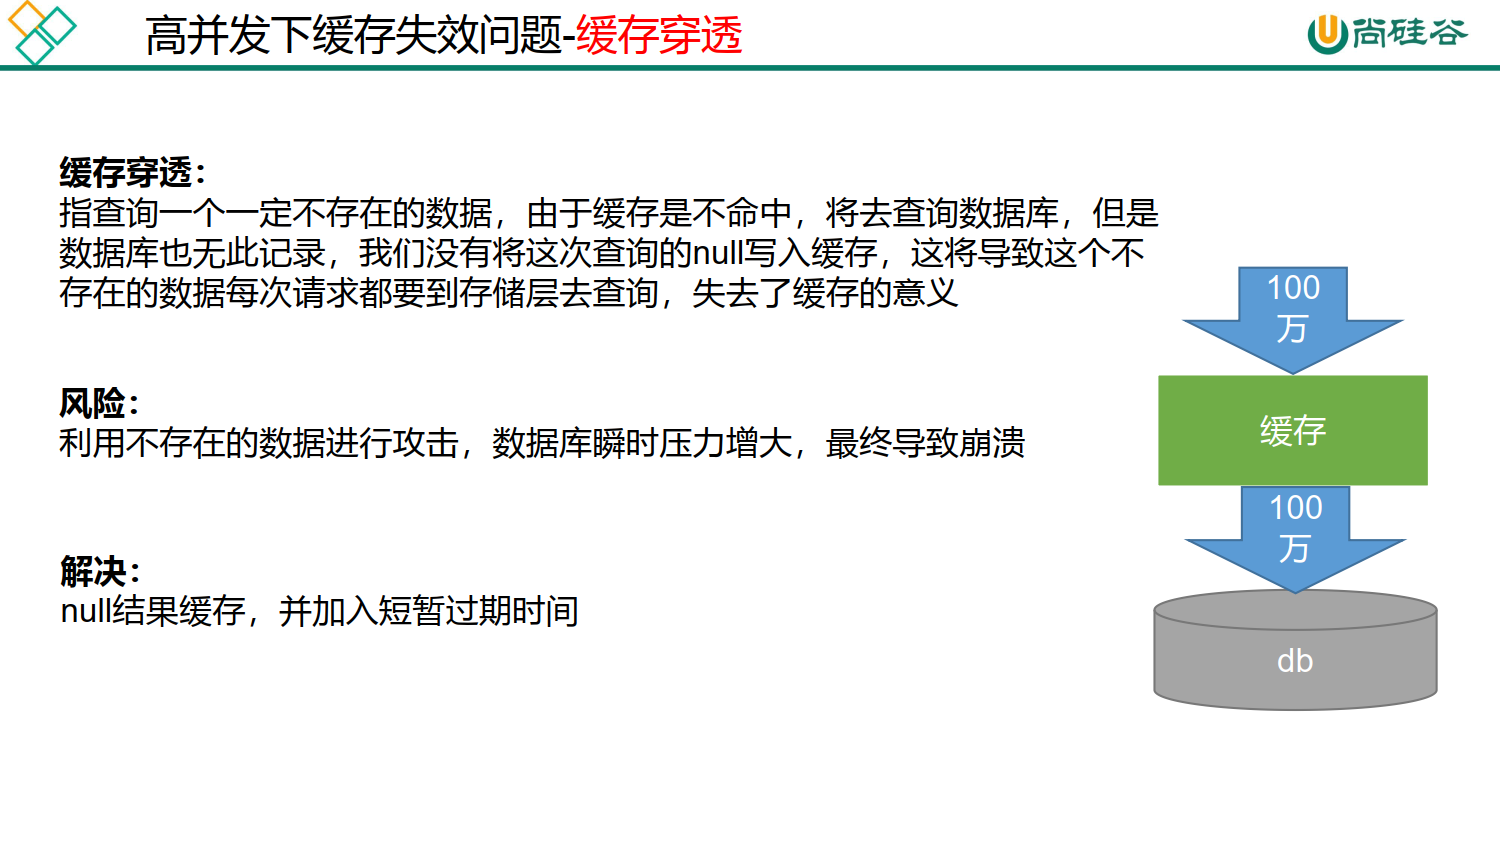 高并发下缓存失效问题-缓存穿透
尚硅谷
缓存穿透：
指查询一个一定不存在的数据，由于缓存是不命中，将去查询数据库，但是
数据库也无此记录，我们没有将这次查询的null写入缓存，这将导致这个不
存在的数据每次请求都要到存储层去查询，失去了缓存的意义
风险：
利用不存在的数据进行攻击，数据库瞬时压力增大，最终导致崩溃
解决：
null结果缓存，并加入短暂过期时间
100
万
缓存
100
万
db